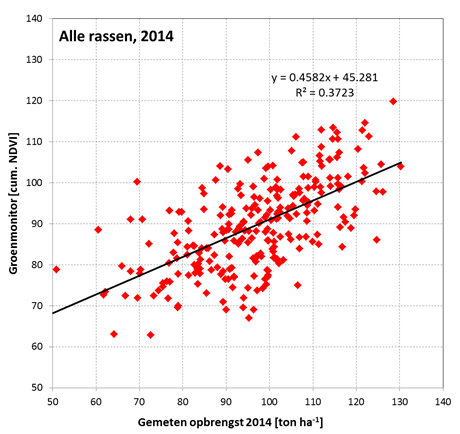 Alle rassen, 2014
y = 0.4582x + 45.281
R² = 0.3723
Groenmonitor [cum. NDVI]
140
130
120
110
100
90
80
70
60
50
50 60 70 80 90 100 110 120 130 140
Gemeten opbrengst 2014 [ton ha⁻¹]